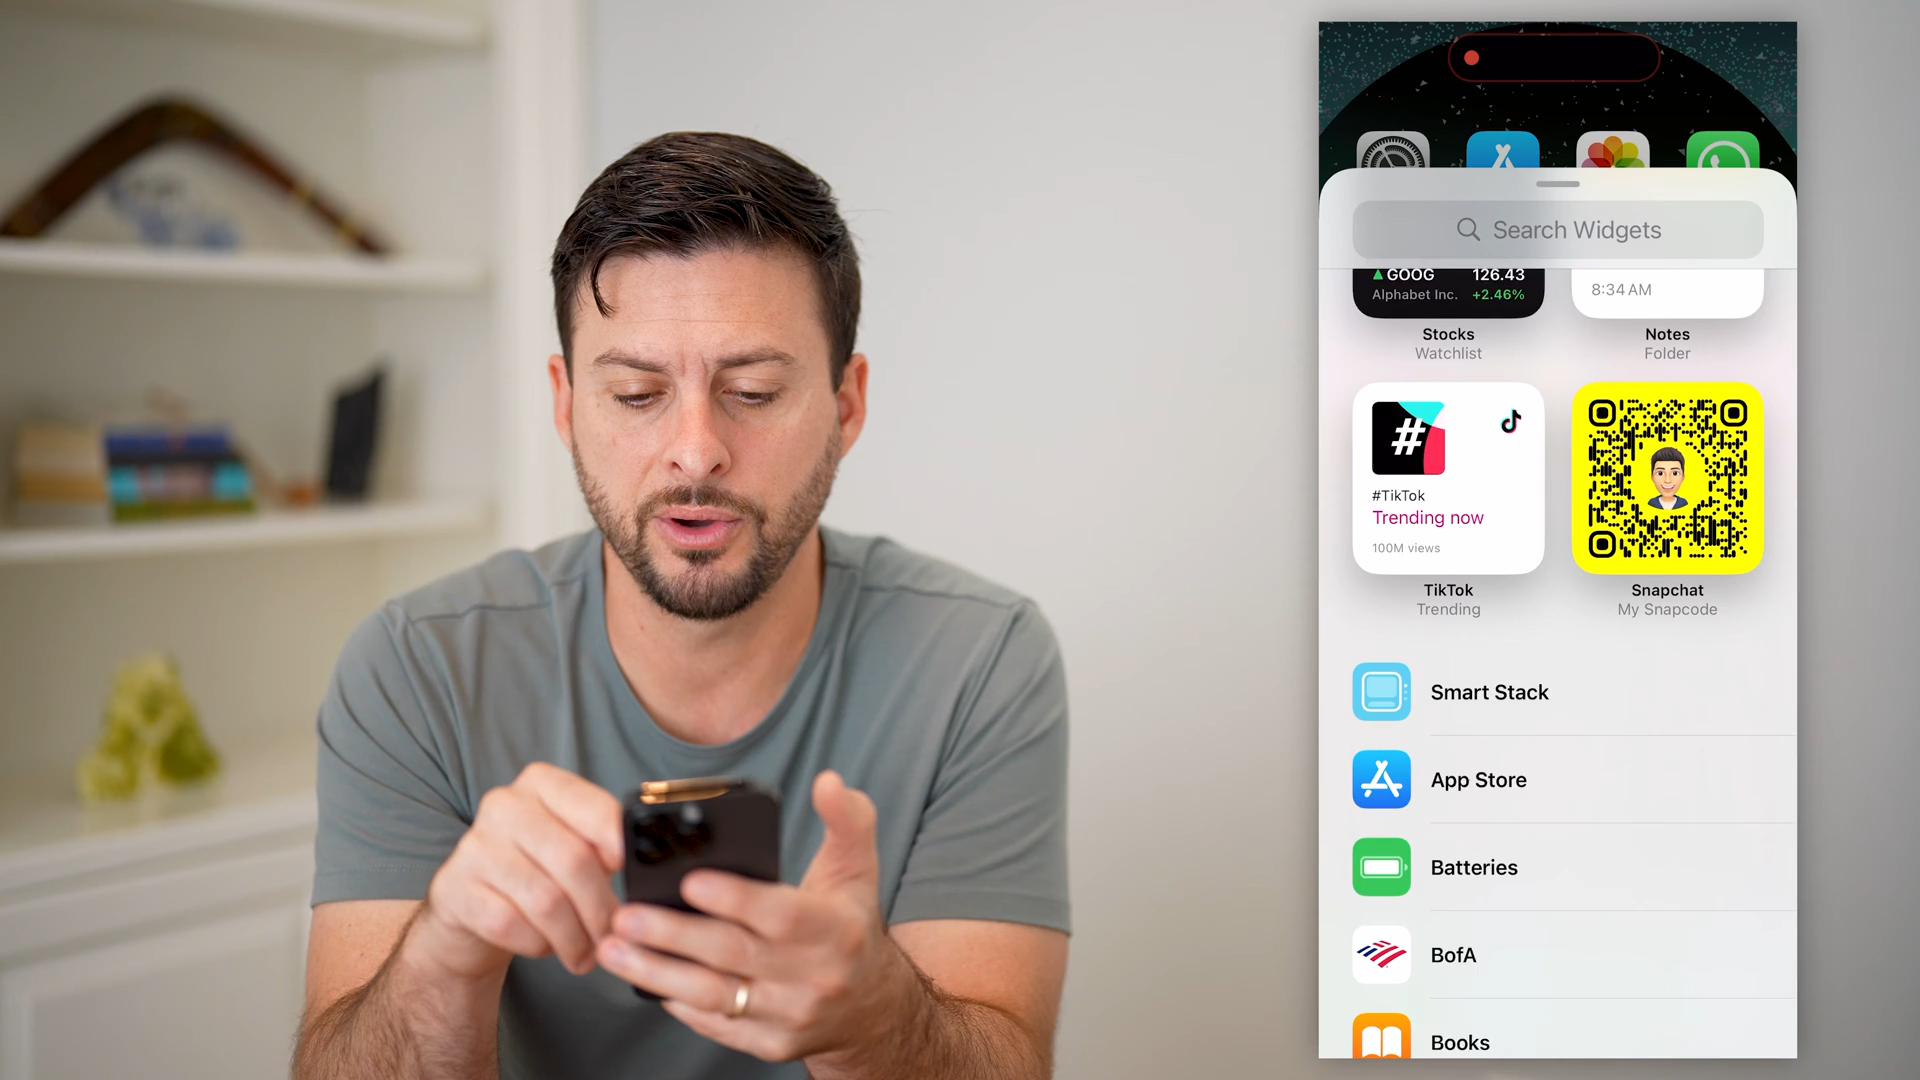 Search Widgets
GOOG 126.43
Alphabet Inc. +2.46%
8:34 AM
Stocks
Watchlist
Notes
Folder
#
#TikTok
Trending now
100M views
TikTok
Trending
Snapchat
My Snapcode
Smart Stack
App Store
Batteries
BofA
Books